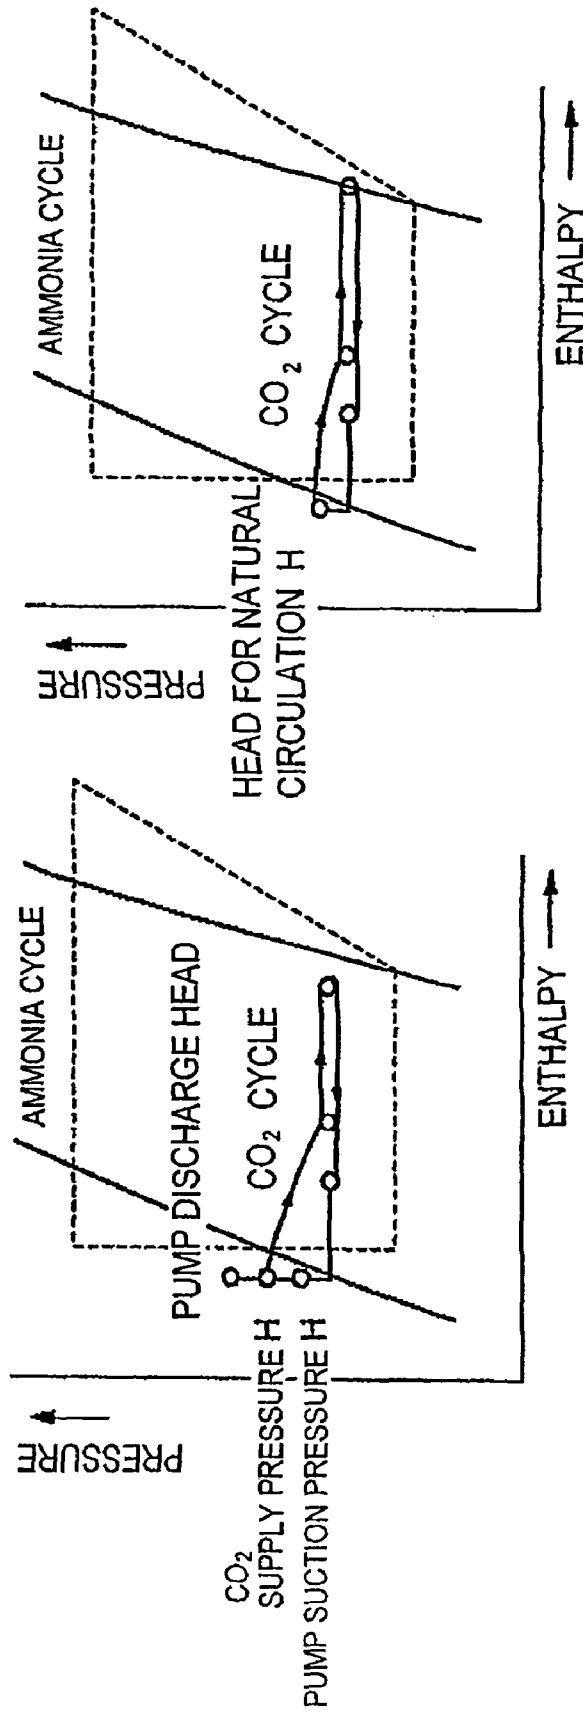 PRESSURE
AMMONIA CYCLE
PUMP DISCHARGE HEAD
CO2 CYCLE
CO2
SUPPLY PRESSURE H
PUMP SUCTION PRESSURE H
ENTHALPY
PRESSURE
AMMONIA CYCLE
CO2 CYCLE
HEAD FOR NATURAL
CIRCULATION H
ENTHALPY